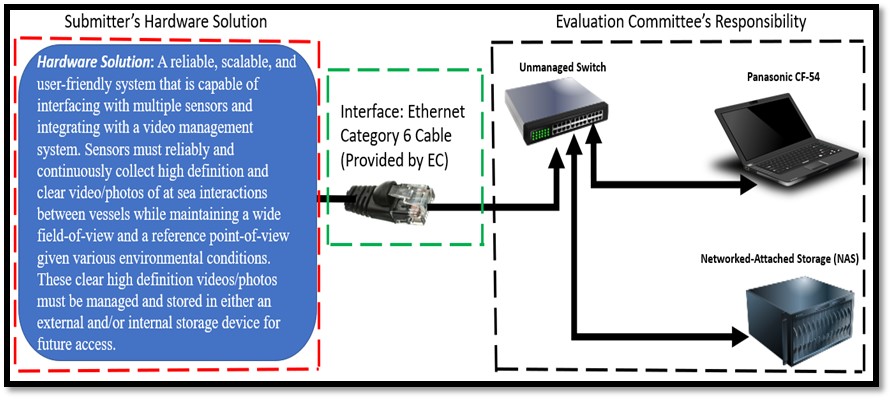 Submitter's Hardware Solution
Hardware Solution: A reliable, scalable, and
user-friendly system that is capable of
interfacing with multiple sensors and
integrating with a video management
system. Sensors must reliably and
continuously collect high definition and
clear video/photos of at sea interactions
between vessels while maintaining a wide
field-of-view and a reference point-of-view
given various environmental conditions.
These clear high definition videos/photos
must be managed and stored in either an
external and/or internal storage device for
future access.
Interface: Ethernet
Category 6 Cable
(Provided by EC)
Evaluation Committee's Responsibility
Unmanaged Switch
Panasonic CF-54
Networked-Attached Storage (NAS)